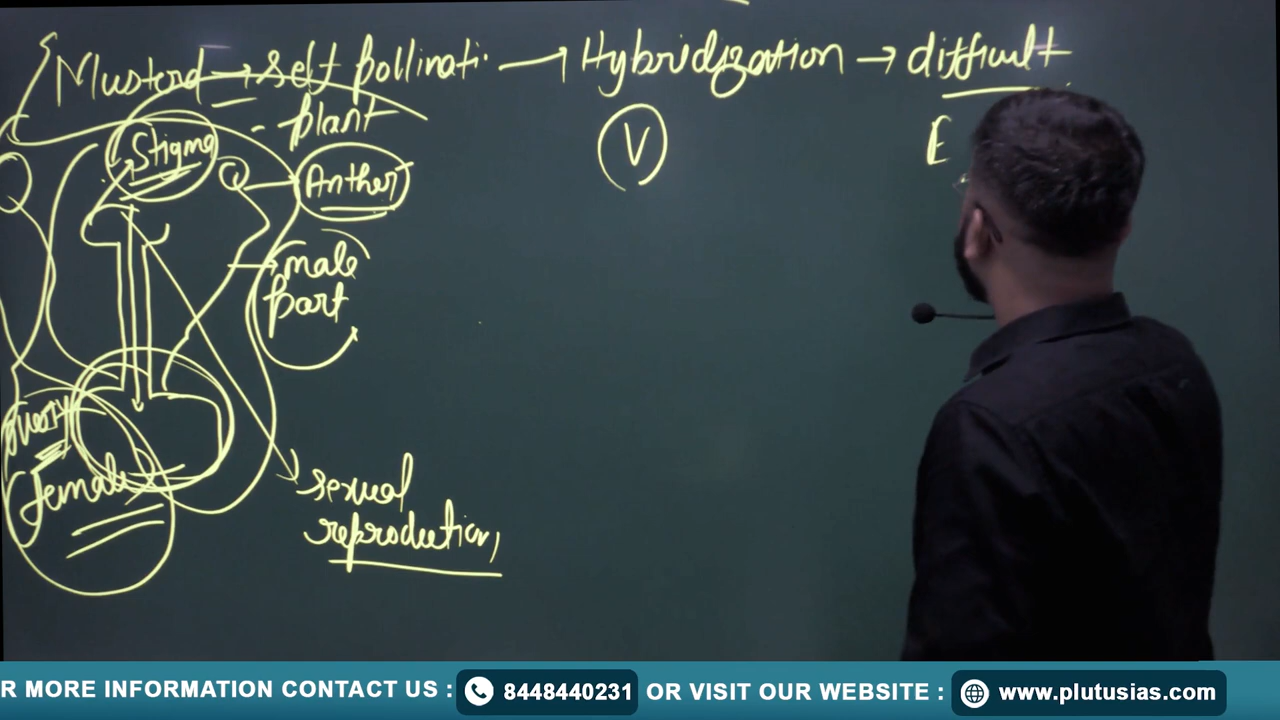 Mustard → self pollinati → Hybridization → difficult
- plant
Stigma
Anther
V
E
male
part
ovary
female
sexual
reproduction,
R MORE INFORMATION CONTACT US : 8448440231 OR VISIT OUR WEBSITE : www.plutusias.com